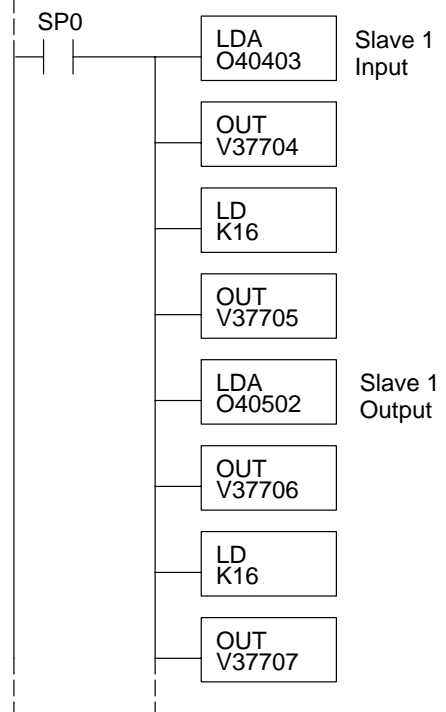 SP0
LDA
O40403
Slave 1
Input
OUT
V37704
LD
K16
OUT
V37705
LDA
O40502
Slave 1
Output
OUT
V37706
LD
K16
OUT
V37707